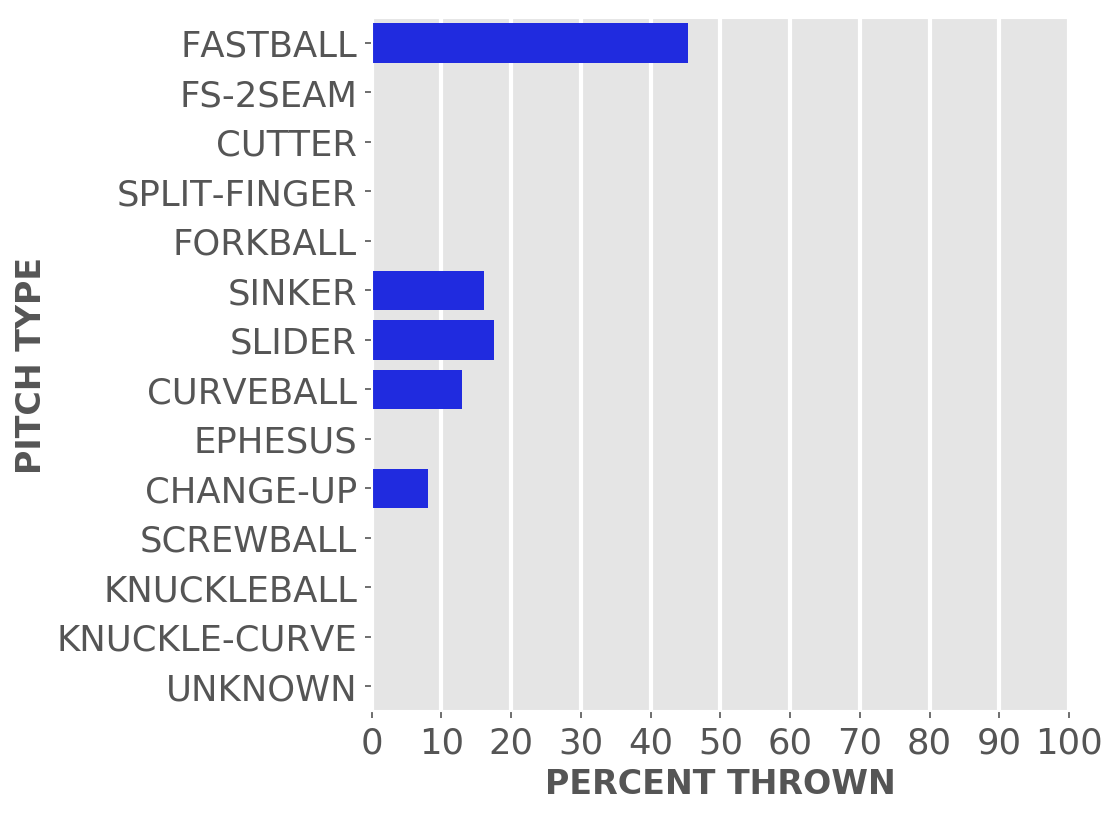 FASTBALL
FS-2SEAM
CUTTER
SPLIT-FINGER
FORKBALL
SINKER
SLIDER
CURVEBALL
EPHESUS
CHANGE-UP
SCREWBALL
KNUCKLEBALL
KNUCKLE-CURVE
UNKNOWN
PITCH TYPE
0 10 20 30 40 50 60 70 80 90 100
PERCENT THROWN